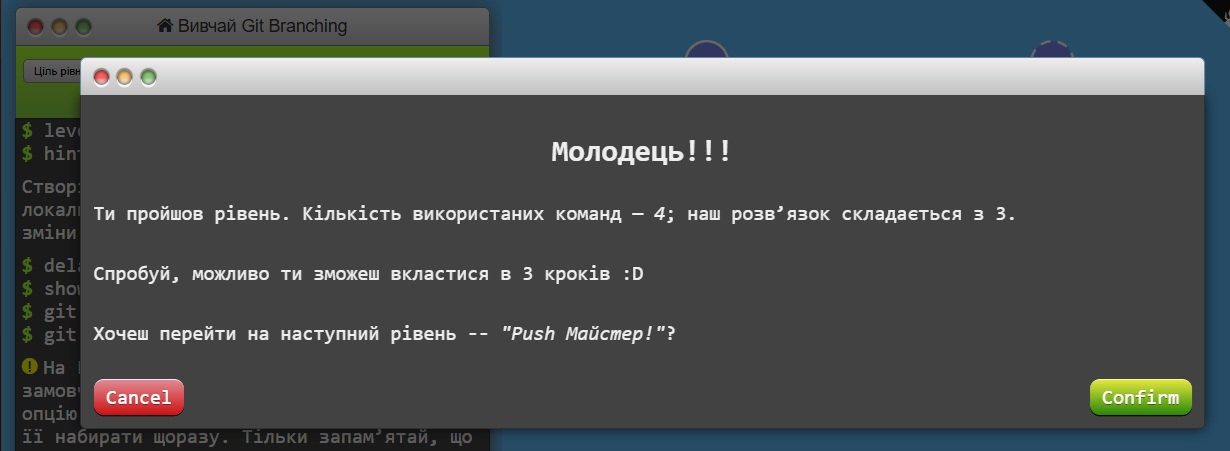 Вивчай Git Branching
Ціль рівн
$ leve
$ hint
Створ
локал
зміни
$ dela
$ show
$ git
$ git
На
замовч
опцію
її набирати щоразу. Тільки запам’ятай, що
Молодець!!!
Ти пройшов рівень. Кількість використаних команд – 4; наш розв’язок складається з 3.
Спробуй, можливо ти зможеш вкластися в 3 кроків :D
Хочеш перейти на наступний рівень -- "Push Майстер!"?
Cancel
Confirm